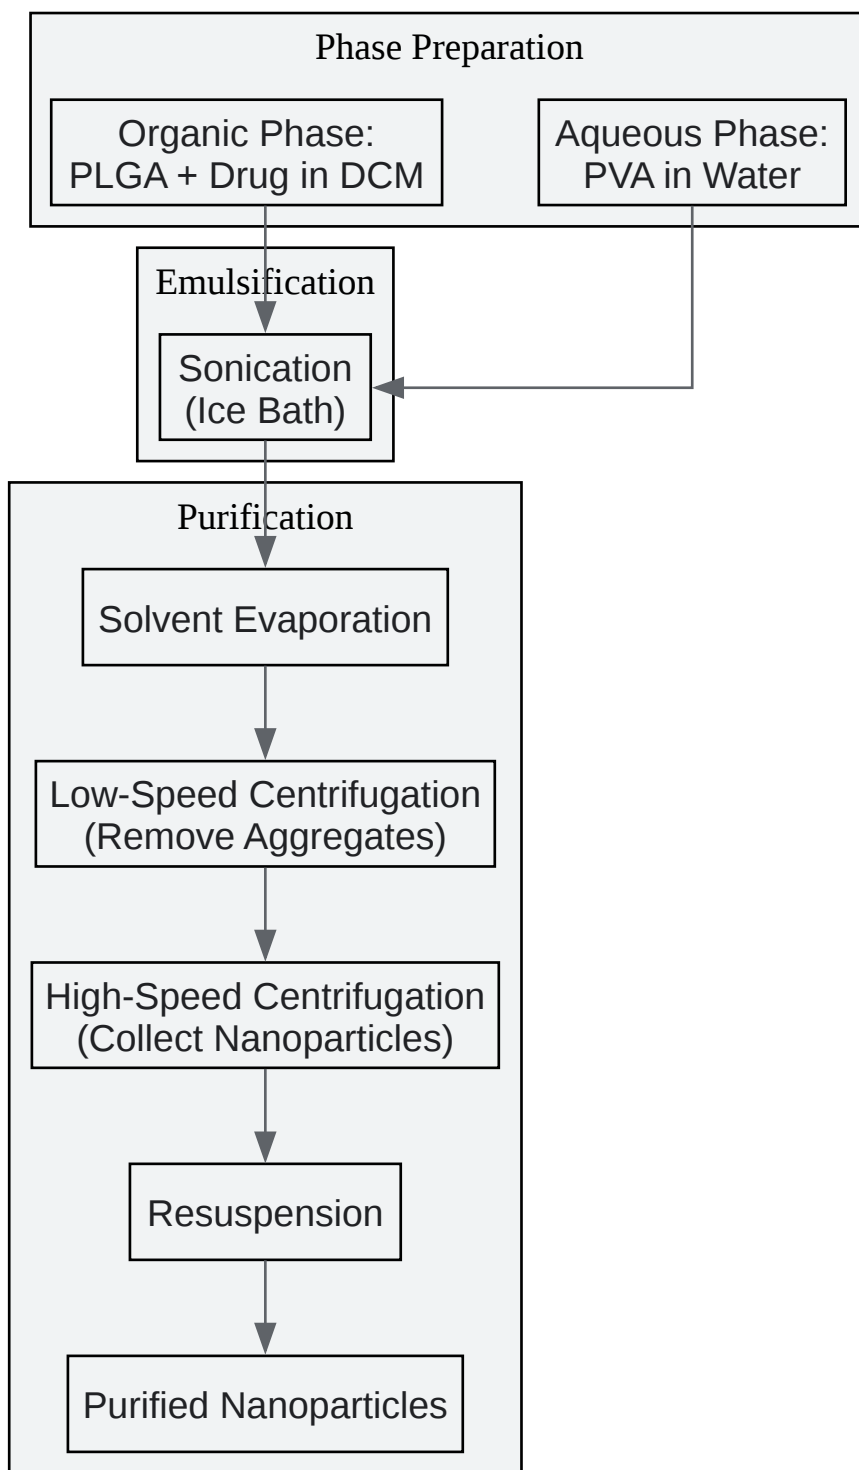 Phase Preparation
Organic Phase:
PLGA + Drug in DCM
Aqueous Phase:
PVA in Water
Emulsification
Sonication
(Ice Bath)
Purification
Solvent Evaporation
Low-Speed Centrifugation
(Remove Aggregates)
High-Speed Centrifugation
(Collect Nanoparticles)
Resuspension
Purified Nanoparticles